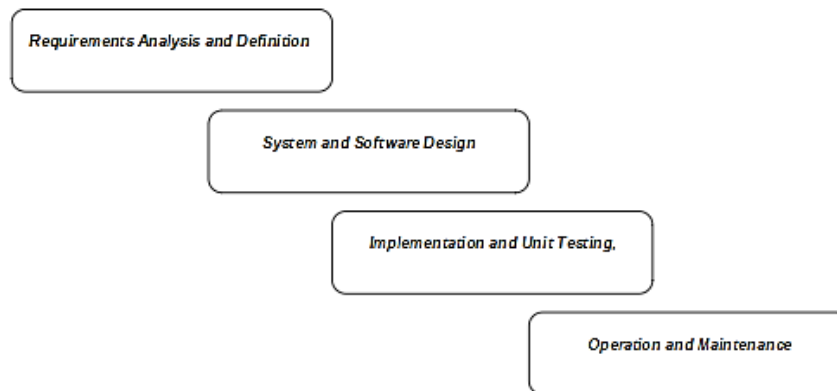 Requirements Analysis and Definition
System and Software Design
Implementation and Unit Testing,
Operation and Maintenance